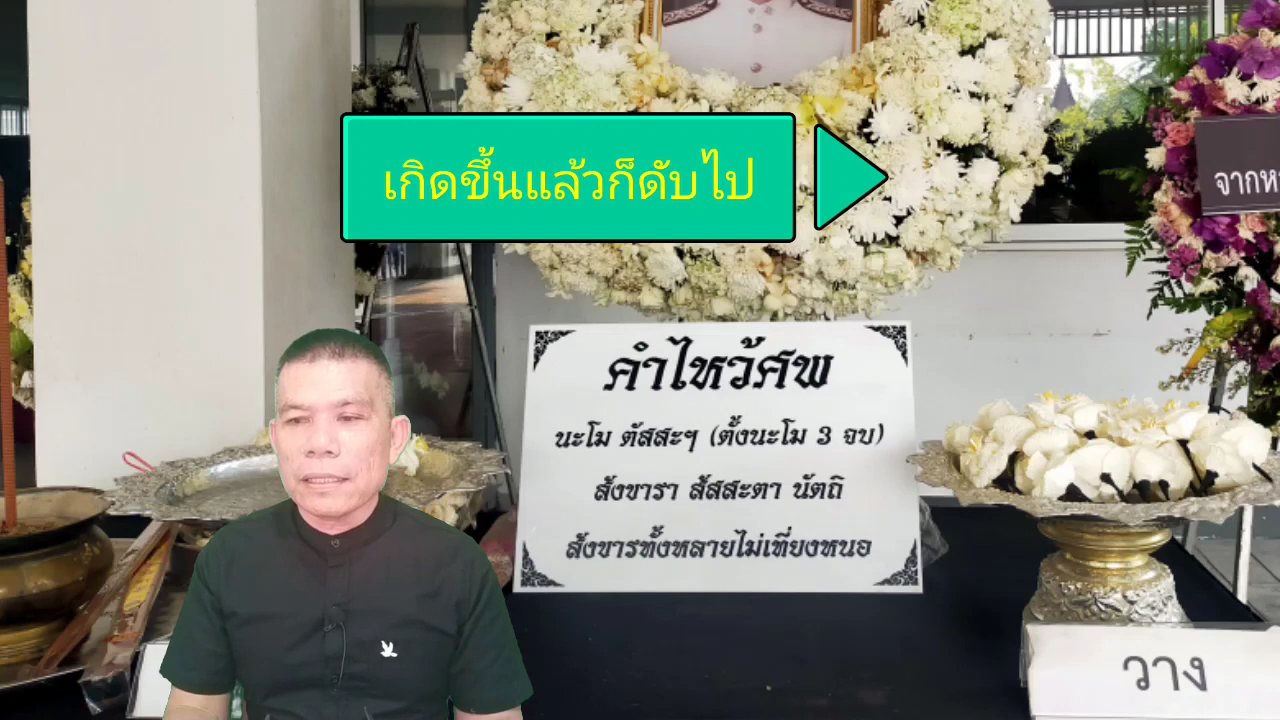 เกิดขึ้นแล้วก็ดับไป
จากห
คำไหว้ศพ
นะโม ตัสสะฯ (ตั้งนะโม 3 จบ)
สังขารา สัสสะตา นัตถิ
สังขารทั้งหลายไม่เที่ยงหนอ
วาง